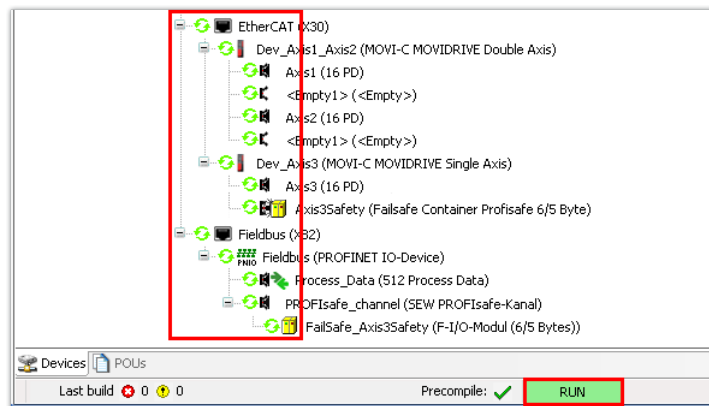 EtherCAT (X30)
Dev_Axis1_Axis2 (MOVI-C MOVIDRIVE Double Axis)
Axis1 (16 PD)
<Empty1> (<Empty>)
Axis2 (16 PD)
<Empty1> (<Empty>)
Dev_Axis3 (MOVI-C MOVIDRIVE Single Axis)
Axis3 (16 PD)
Axis3Safety (Failsafe Container Profisafe 6/5 Byte)
Fieldbus (X82)
PNIO Fieldbus (PROFINET IO-Device)
Process_Data (512 Process Data)
PROFIsafe_channel (SEW PROFIsafe-Kanal)
FailSafe_Axis3Safety (F-I/O-Modul (6/5 Bytes))
Devices POUs
Last build 0 0 Precompile: RUN